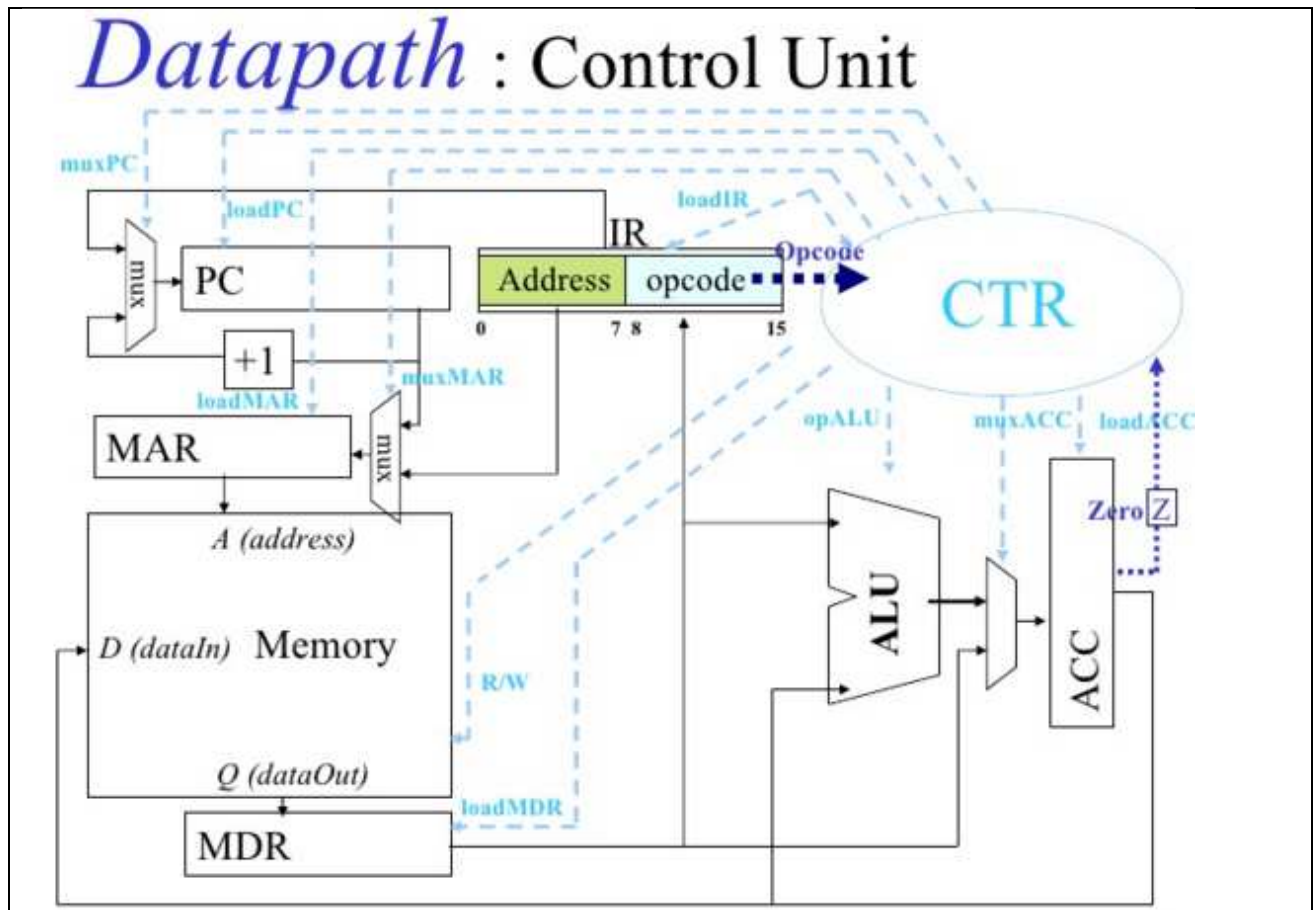 Datapath : Control Unit
muxPC
loadPC
loadIR
IR
Opcode
mux
PC
Address
opcode
CTR
0
7 8
15
+1
muxMAR
loadMAR
opALU
muxACC
loadACC
MAR
mux
Zero Z
A (address)
ALU
D (dataIn) Memory
R/W
ACC
Q (dataOut)
loadMDR
MDR